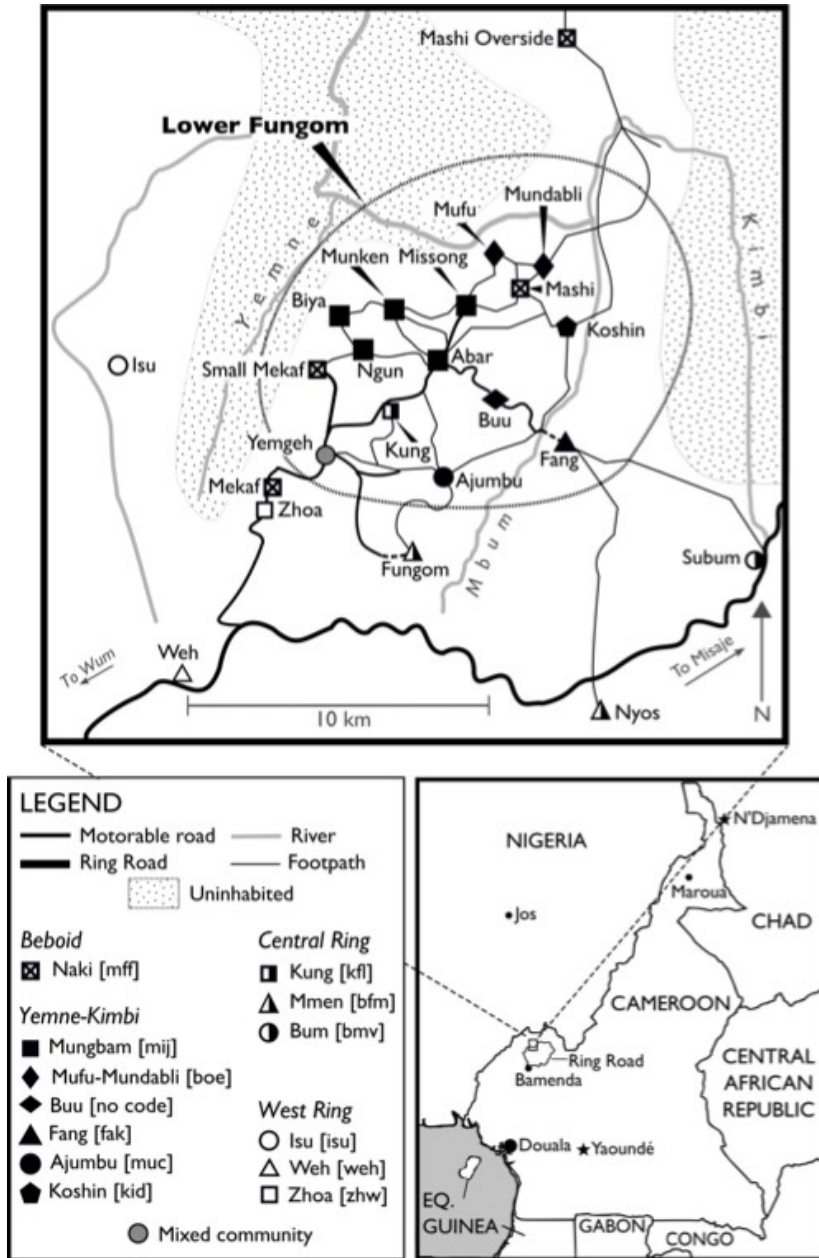 Mashi Overside
Lower Fungom
Mundabli
Mufu
Yemne
Kimbi
Munken
Missong
Mashi
Biya
Koshin
Isu
Small Mekaf
Ngun
Abar
Buu
Yemgeh
Kung
Fang
Mekaf
Ajumbu
Zhoa
Mbum
Fungom
Subum
Weh
To Wum
To Misaje
10 km
Nyos
N
LEGEND
Motorable road
River
Ring Road
Footpath
Uninhabited
Beboid
Naki [mff]
Yemne-Kimbi
Mungbam [mij]
Mufu-Mundabli [boe]
Buu [no code]
Fang [fak]
Ajumbu [muc]
Koshin [kid]
Central Ring
Kung [kfl]
Mmen [bfm]
Bum [bmv]
West Ring
Isu [isu]
Weh [weh]
Zhoa [zhw]
Mixed community
N'Djamena
NIGERIA
Maroua
Jos
CHAD
CAMEROON
Ring Road
Bamenda
CENTRAL
AFRICAN
REPUBLIC
Douala
Yaoundé
EQ.
GUINEA
GABON
CONGO